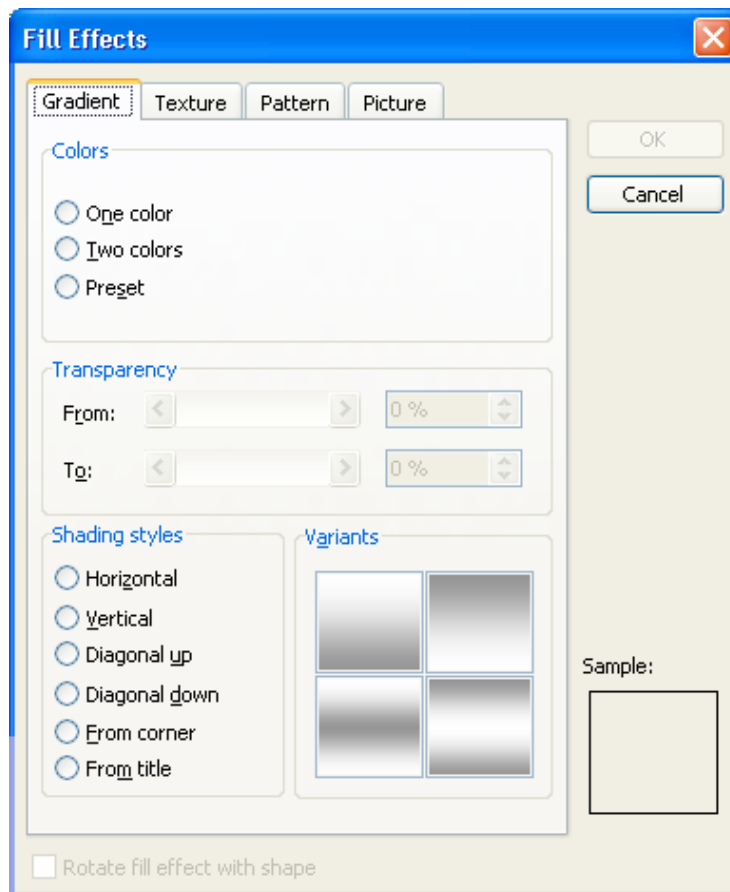 Fill Effects
Gradient Texture Pattern Picture
Colors
One color
Two colors
Preset
OK
Cancel
Transparency
From: 0 %
To: 0 %
Shading styles
Horizontal
Vertical
Diagonal up
Diagonal down
From corner
From title
Variants
Sample:
Rotate fill effect with shape